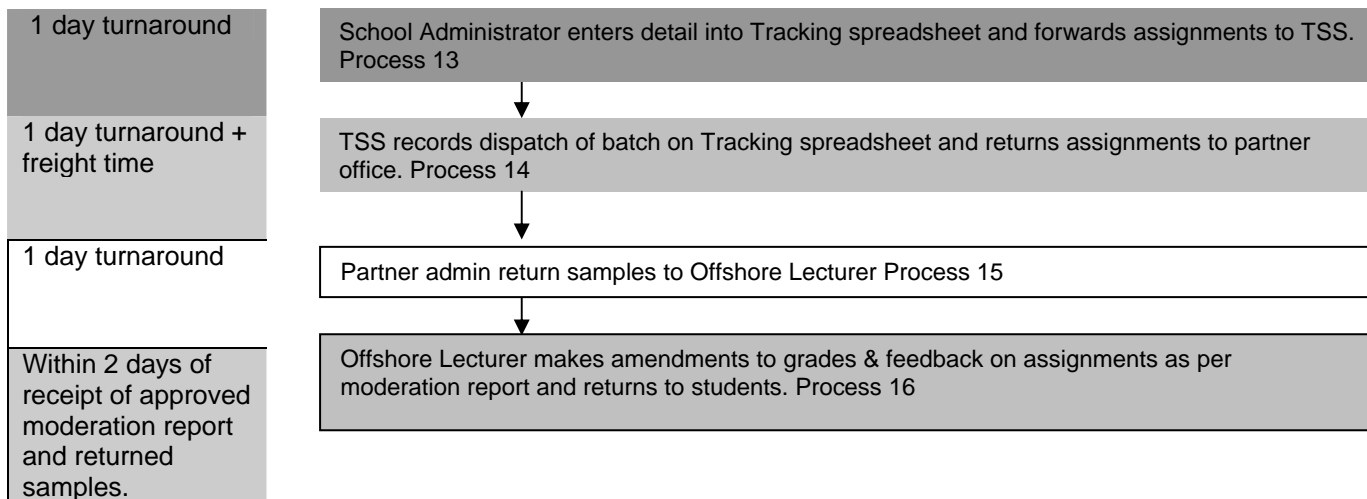 1 day turnaround
School Administrator enters detail into Tracking spreadsheet and forwards assignments to TSS.
Process 13
1 day turnaround +
freight time
TSS records dispatch of batch on Tracking spreadsheet and returns assignments to partner
office. Process 14
1 day turnaround
Partner admin return samples to Offshore Lecturer Process 15
Within 2 days of
receipt of approved
moderation report
and returned
samples.
Offshore Lecturer makes amendments to grades & feedback on assignments as per
moderation report and returns to students. Process 16